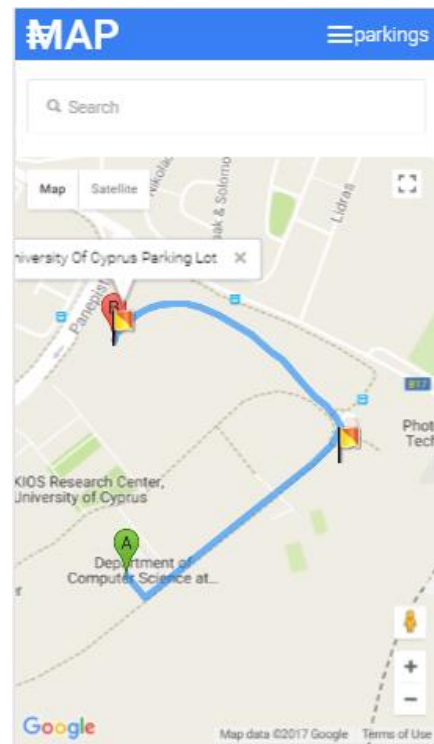 MAP
parkings
Search
Map Satellite
Lidras
niversity Of Cyprus Parking Lot
B
B17
Phot
Tech
KIOS Research Center,
University of Cyprus
A
Department of
Computer Science at...
+
−
Google
Map data ©2017 Google Terms of Use